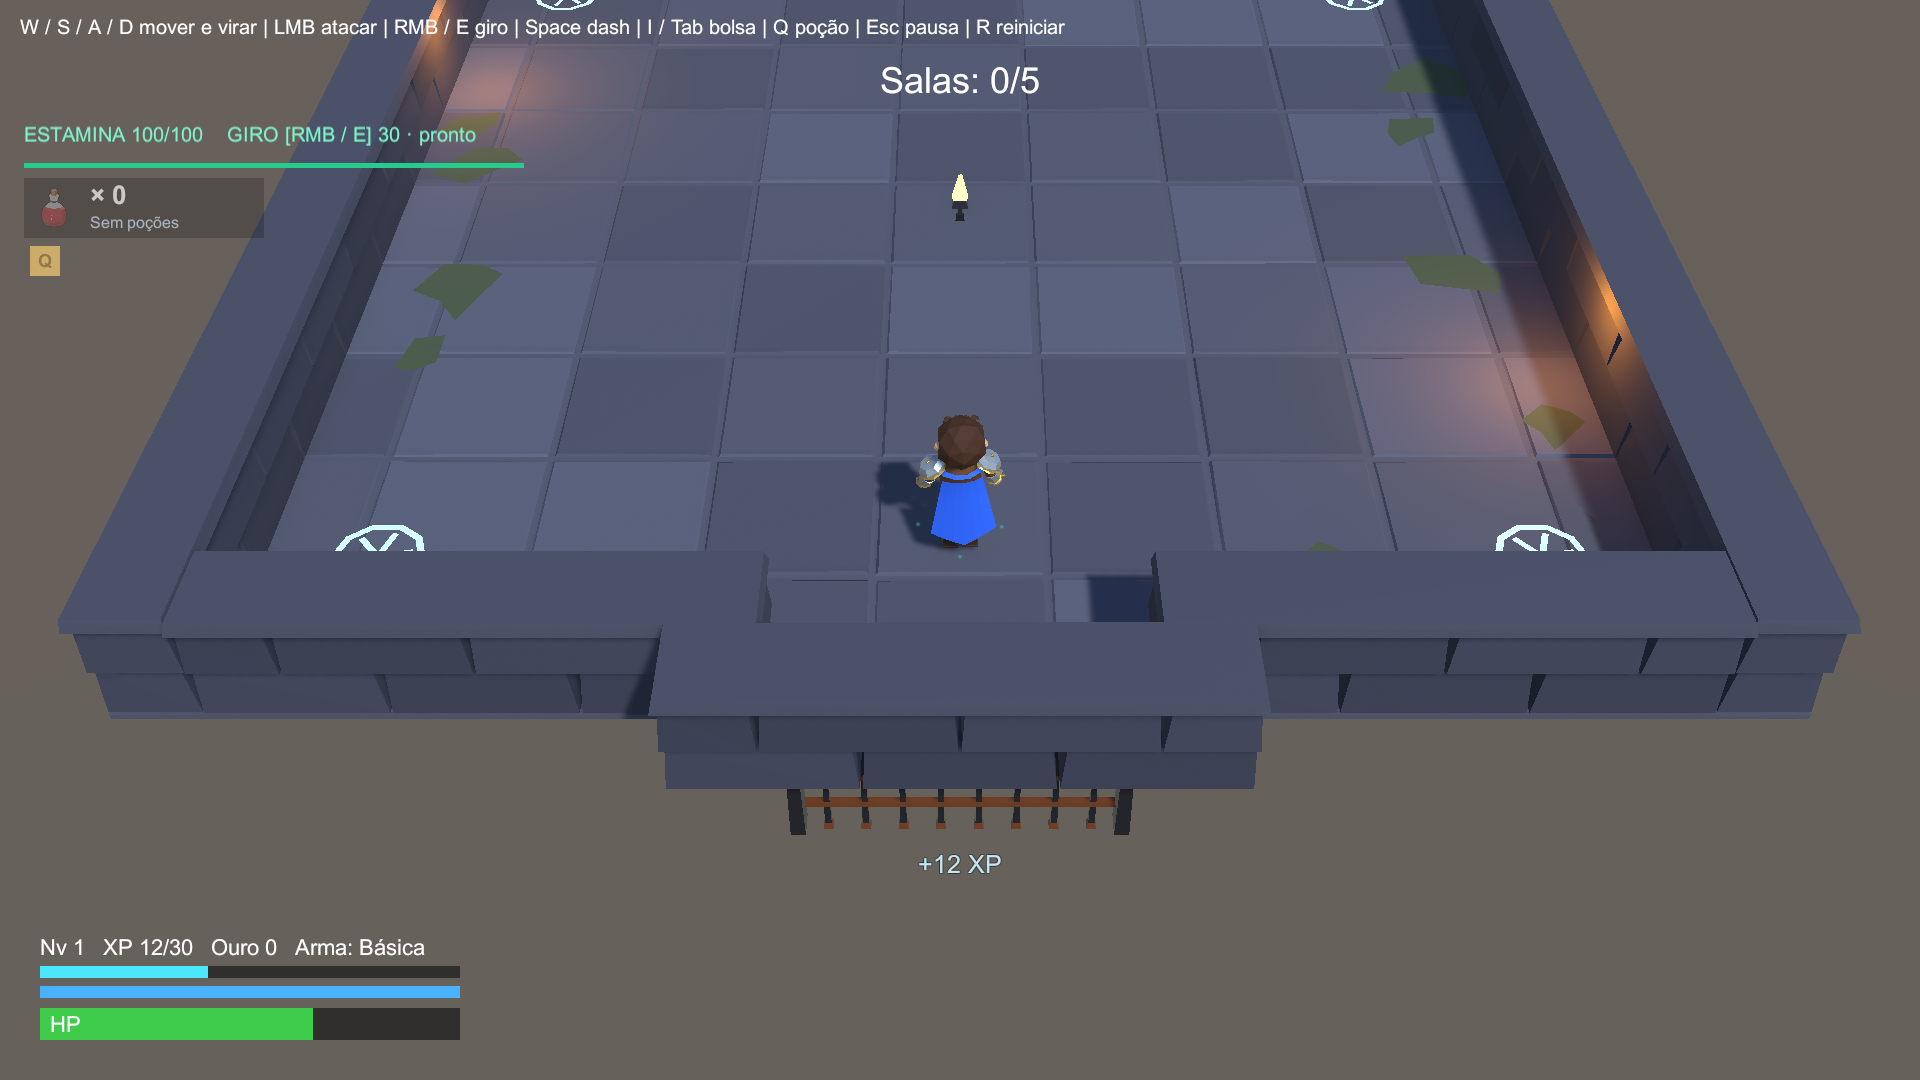 W / S / A / D mover e virar | LMB atacar | RMB / E giro | Space dash | I / Tab bolsa | Q poção | Esc pausa | R reiniciar
Salas: 0/5
ESTAMINA 100/100 GIRO [RMB / E] 30 · pronto
× 0
Sem poções
Q
+12 XP
Nv 1 XP 12/30 Ouro 0 Arma: Básica
HP